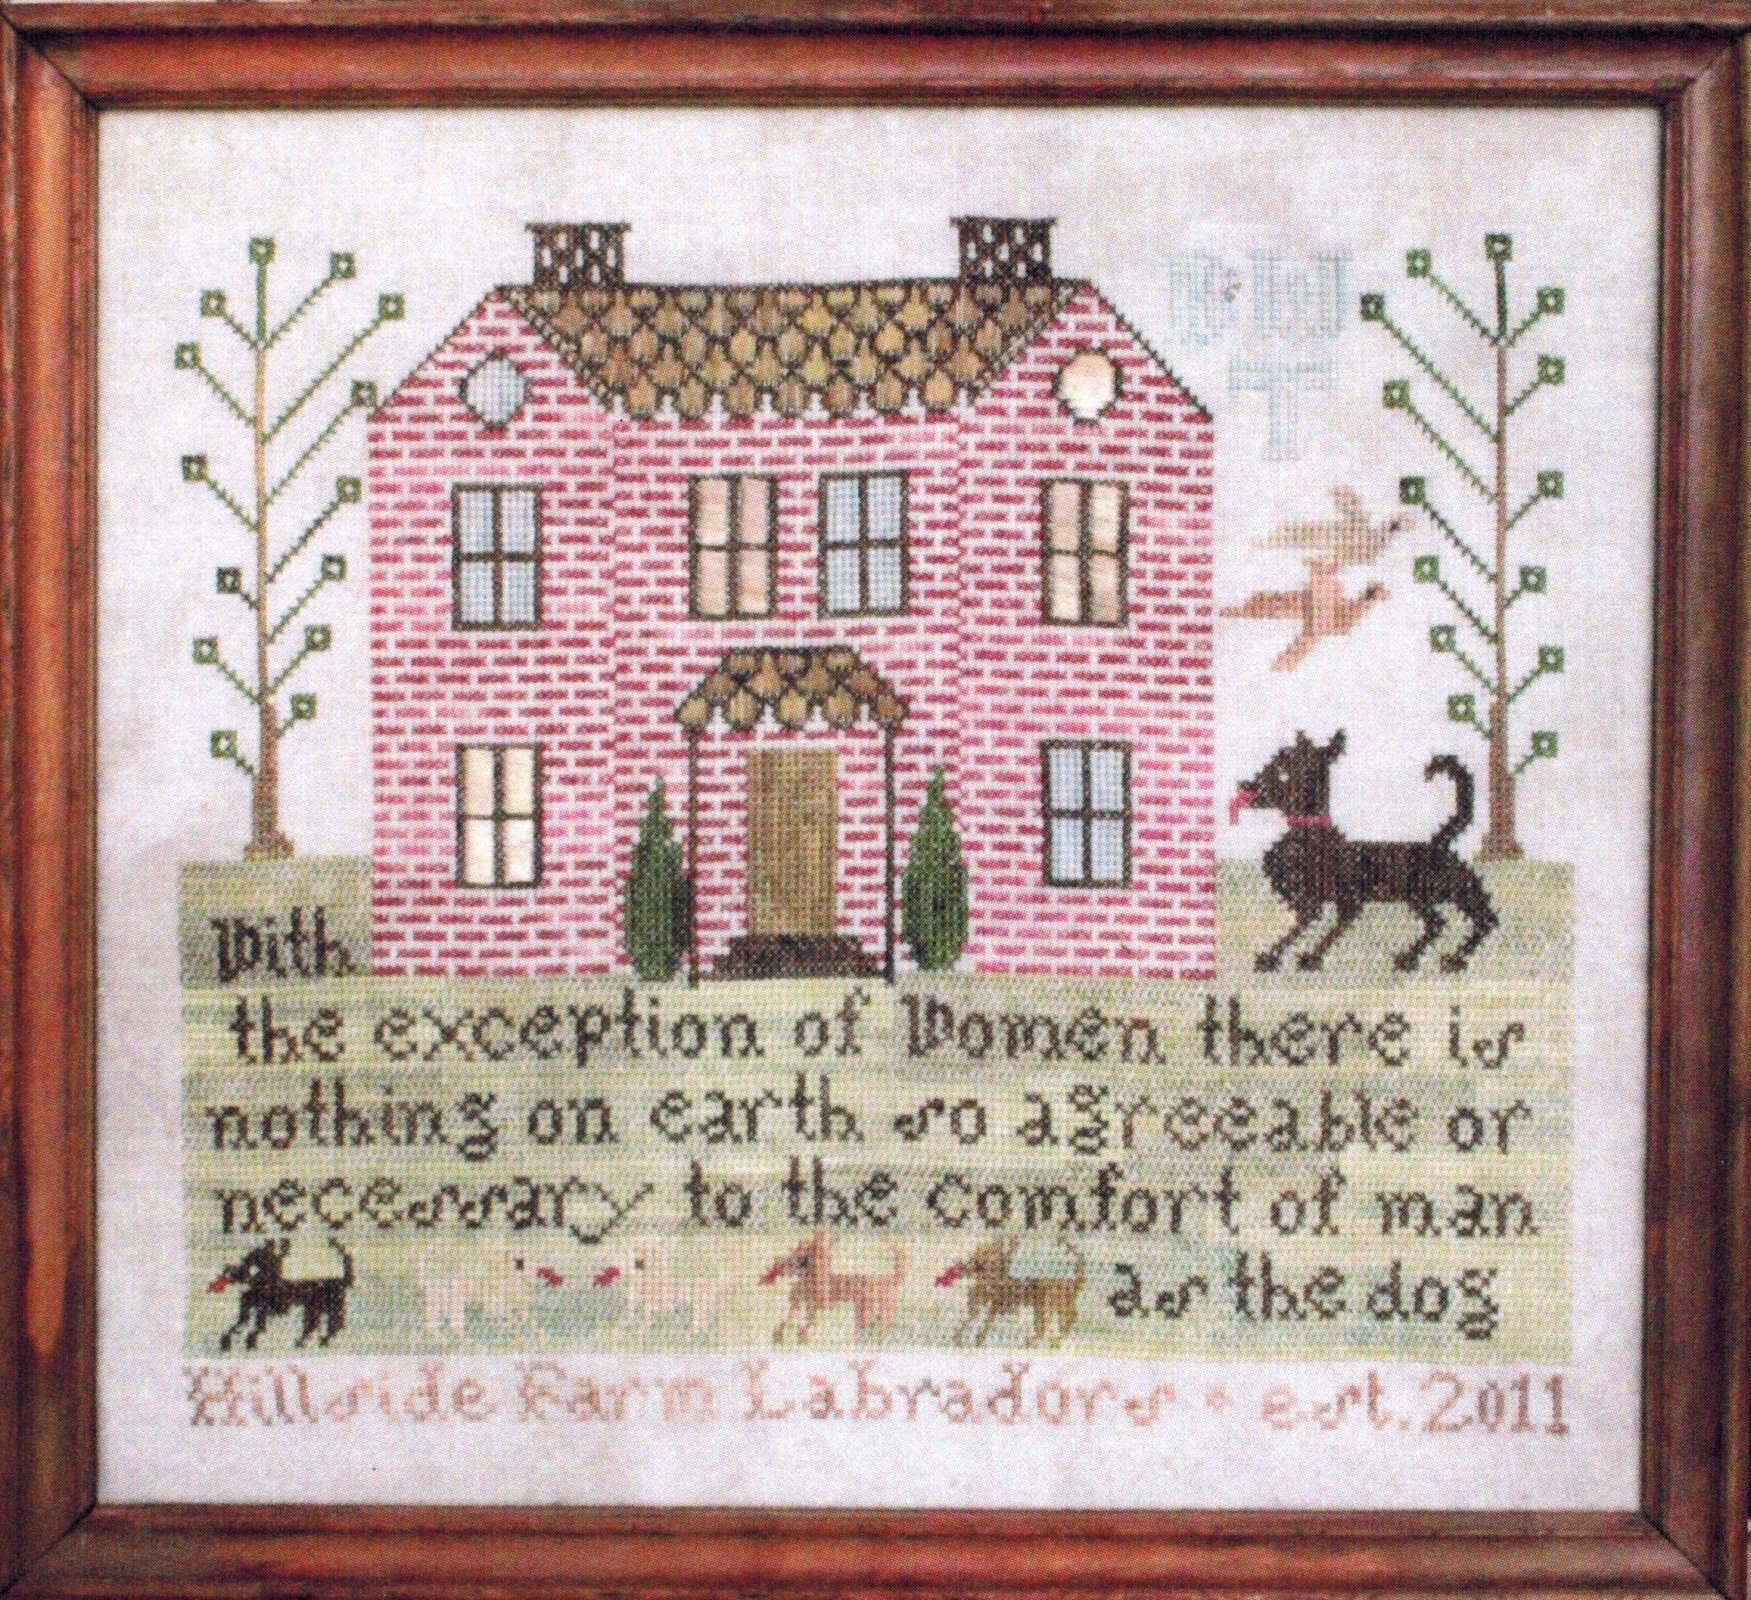 with
the exception of women there is
nothing on earth so agreeable or
necessary to the comfort of man
as the dog
Hillside Farm Labradors • est. 2011